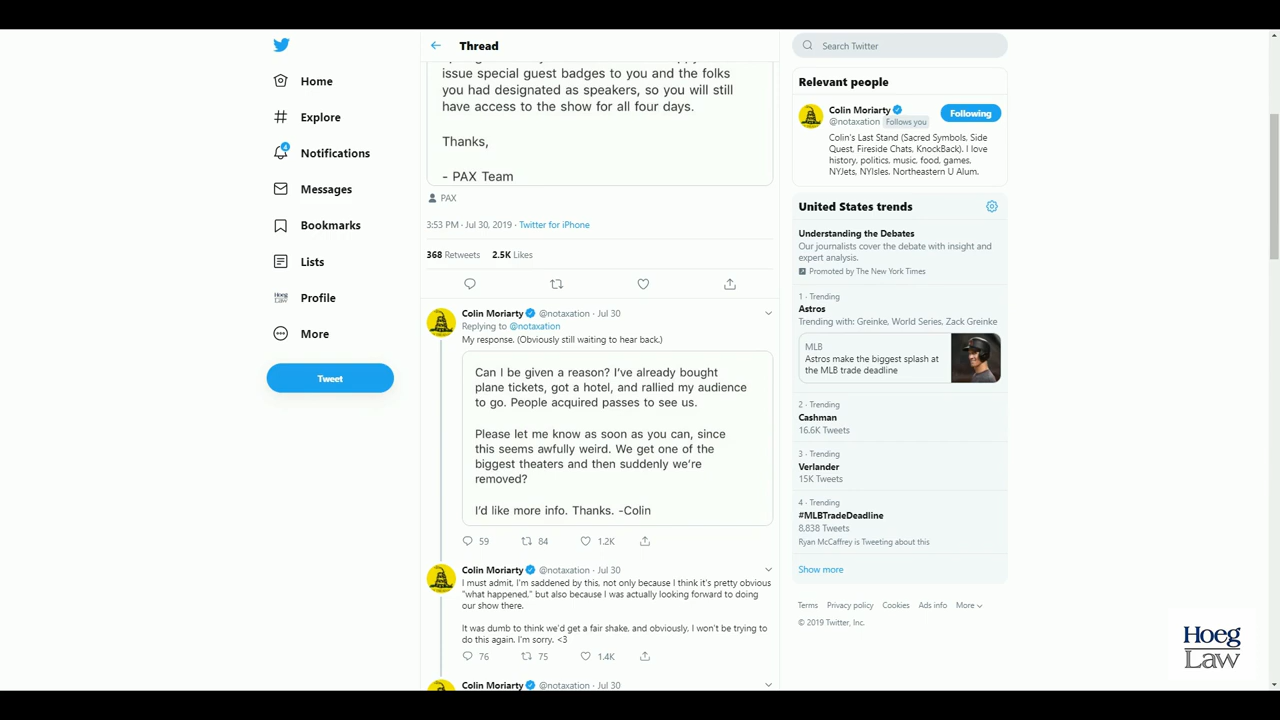 Home
Explore
4
Notifications
Messages
Bookmarks
Lists
Hoeg
Law
Profile
More
Tweet
Thread
issue special guest badges to you and the folks
you had designated as speakers, so you will still
have access to the show for all four days.
Thanks,
- PAX Team
PAX
3:53 PM · Jul 30, 2019 · Twitter for iPhone
368 Retweets 2.5K Likes
Colin Moriarty @notaxation · Jul 30
Replying to @notaxation
My response. (Obviously still waiting to hear back.)
Can I be given a reason? I've already bought
plane tickets, got a hotel, and rallied my audience
to go. People acquired passes to see us.
Please let me know as soon as you can, since
this seems awfully weird. We get one of the
biggest theaters and then suddenly we're
removed?
I'd like more info. Thanks. -Colin
59 84 1.2K
Colin Moriarty @notaxation · Jul 30
I must admit, I'm saddened by this, not only because I think it's pretty obvious
"what happened," but also because I was actually looking forward to doing
our show there.
It was dumb to think we'd get a fair shake, and obviously, I won't be trying to
do this again. I'm sorry. <3
76 75 1.4K
Colin Moriarty @notaxation · Jul 30
Search Twitter
Relevant people
Colin Moriarty
@notaxation Follows you
Following
Colin's Last Stand (Sacred Symbols, Side
Quest, Fireside Chats, KnockBack). I love
history, politics, music, food, games,
NYJets, NYIsles. Northeastern U Alum.
United States trends
Understanding the Debates
Our journalists cover the debate with insight and
expert analysis.
Promoted by The New York Times
1 · Trending
Astros
Trending with: Greinke, World Series, Zack Greinke
MLB
Astros make the biggest splash at
the MLB trade deadline
2 · Trending
Cashman
16.6K Tweets
3 · Trending
Verlander
15K Tweets
4 · Trending
#MLBTradeDeadline
8,838 Tweets
Ryan McCaffrey is Tweeting about this
Show more
Terms Privacy policy Cookies Ads info More
© 2019 Twitter, Inc.
Hoeg
Law